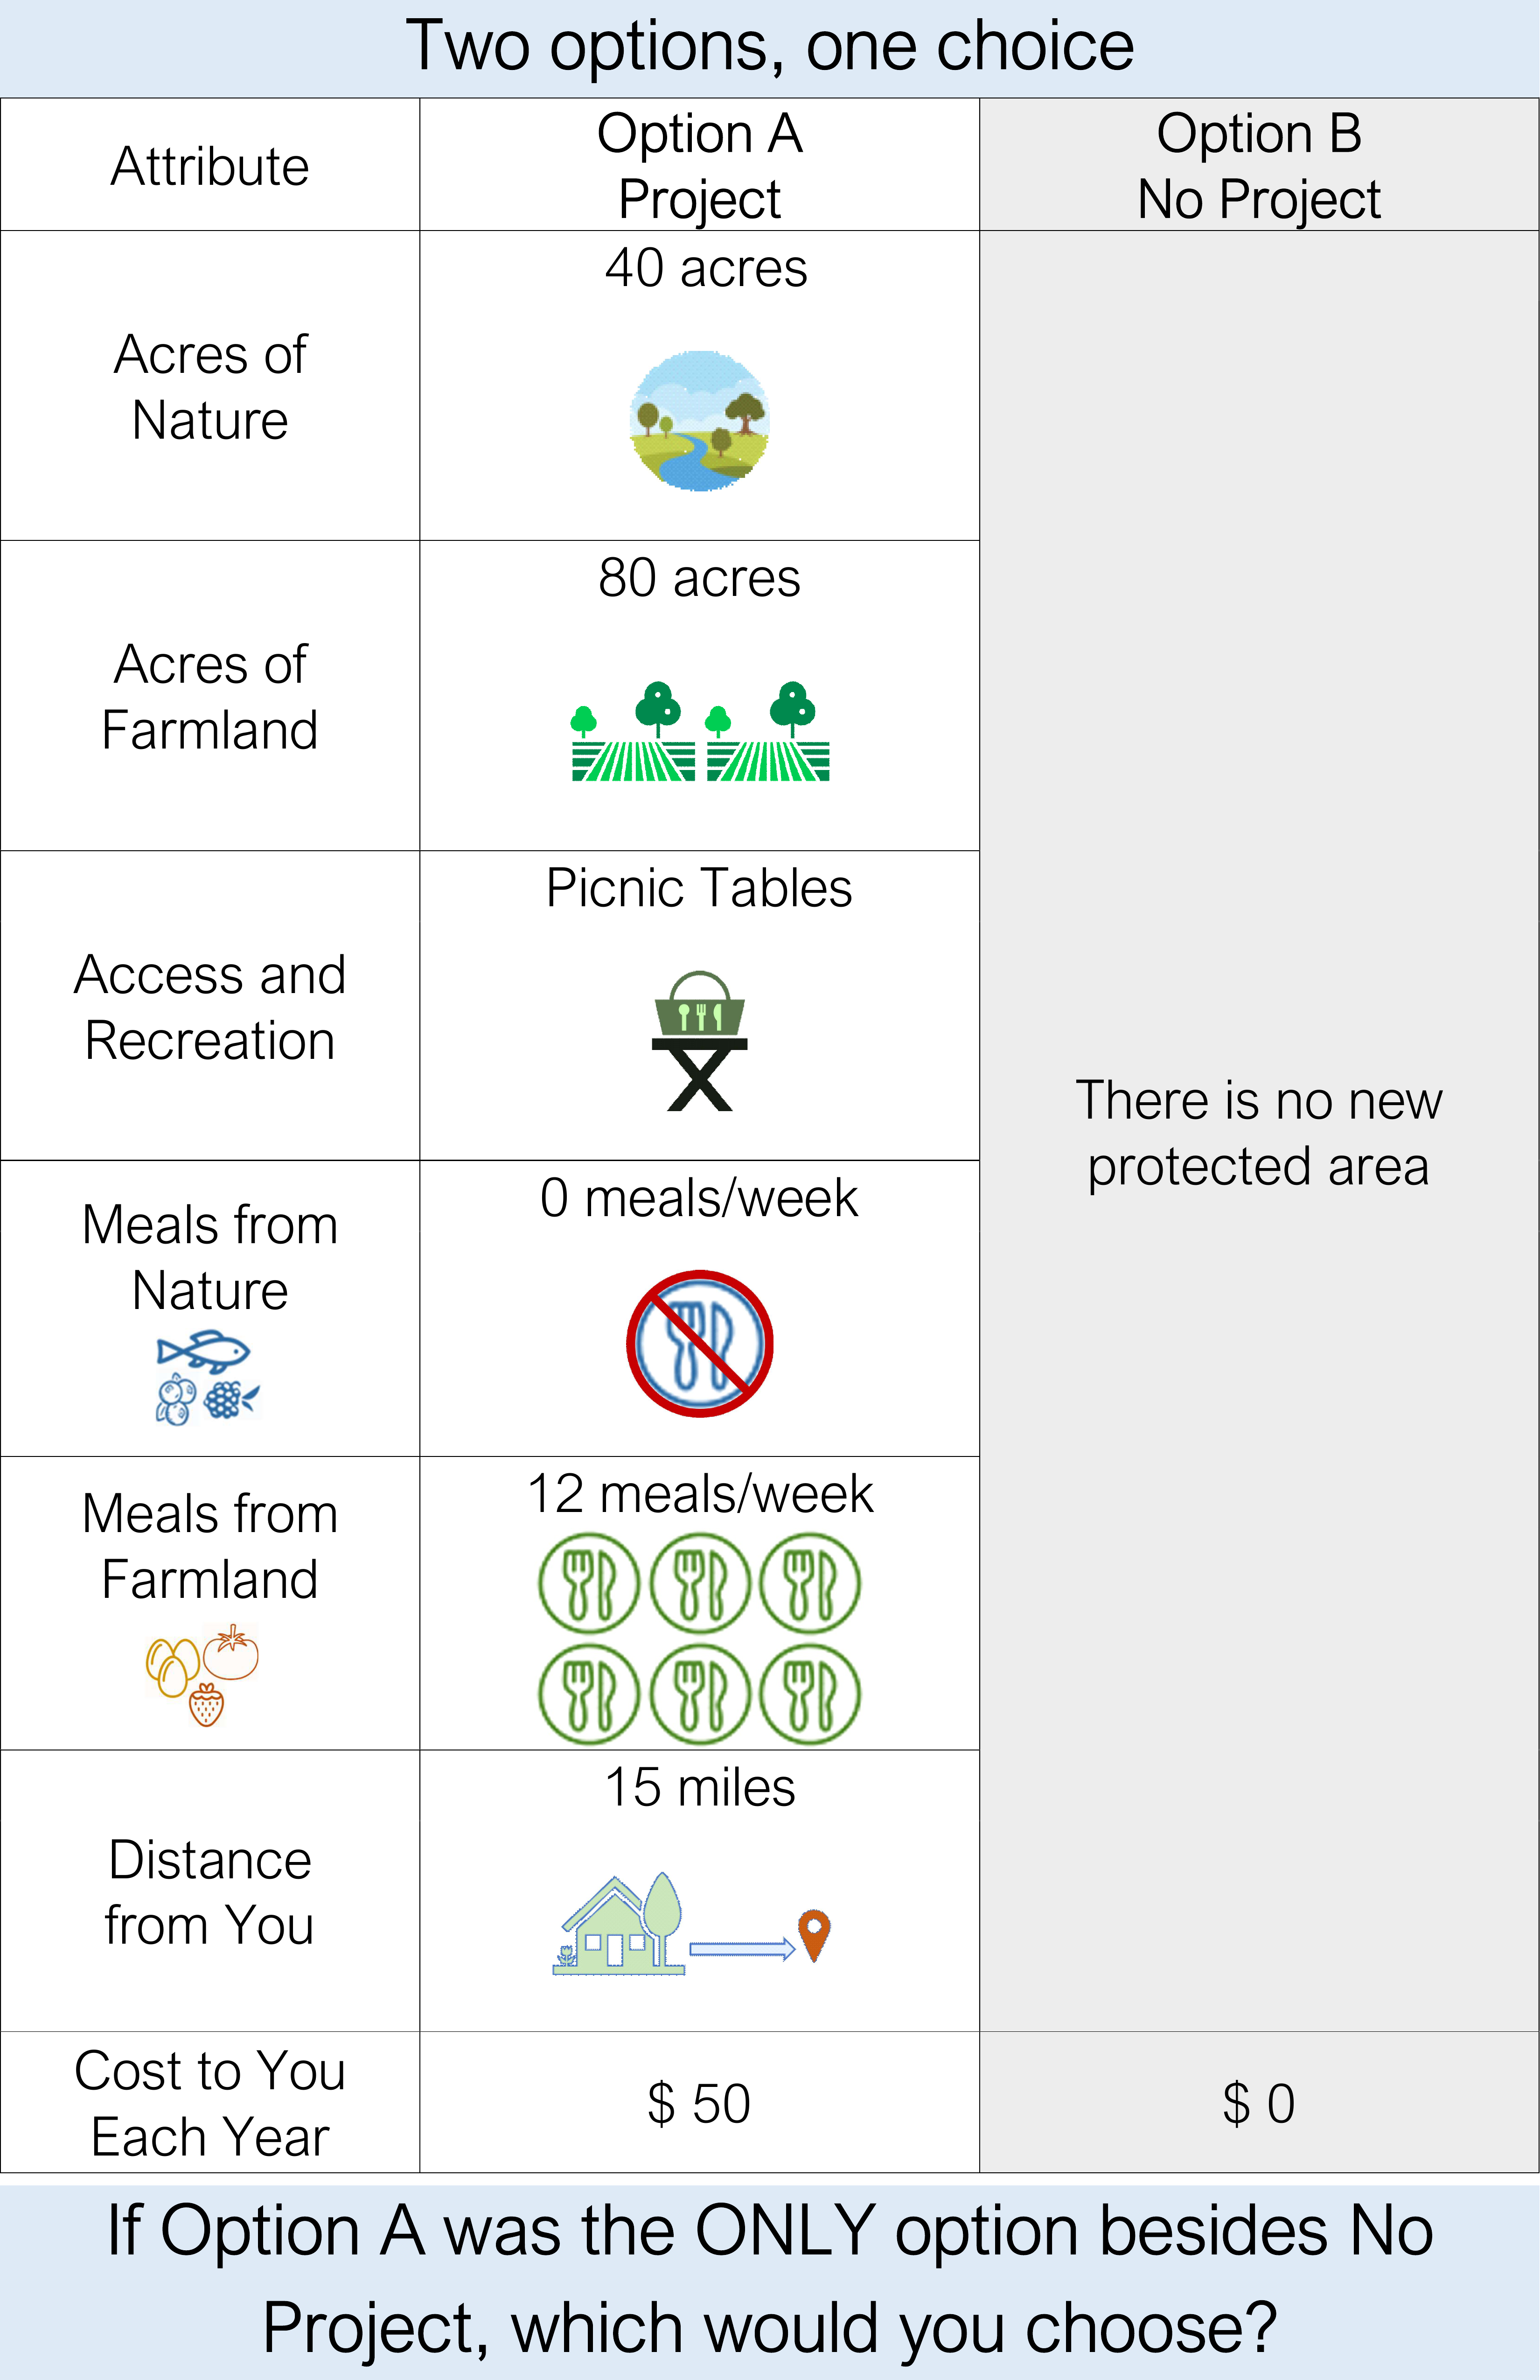 Two options, one choice
Attribute
Option A
Project
Option B
No Project
Acres of
Nature
40 acres
Acres of
Farmland
80 acres
Access and
Recreation
Picnic Tables
Meals from
Nature
0 meals/week
Meals from
Farmland
12 meals/week
Distance
from You
15 miles
There is no new
protected area
Cost to You
Each Year
$ 50
$ 0
If Option A was the ONLY option besides No
Project, which would you choose?